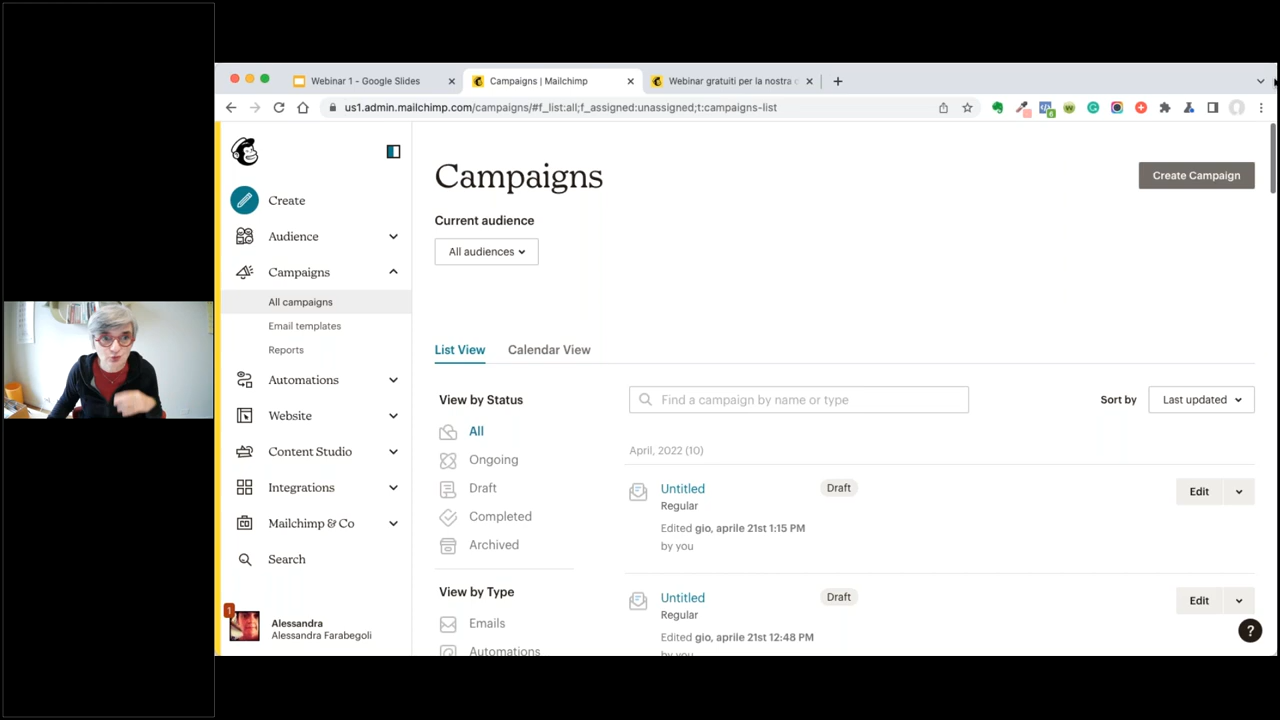 Webinar 1 - Google Slides
Campaigns | Mailchimp
Webinar gratuiti per la nostra c
us1.admin.mailchimp.com/campaigns/#f_list:all;f_assigned:unassigned;t:campaigns-list
Create
Audience
Campaigns
All campaigns
Email templates
Reports
Automations
Website
Content Studio
Integrations
Mailchimp & Co
Search
1
Alessandra
Alessandra Farabegoli
Campaigns
Create Campaign
Current audience
All audiences
List View
Calendar View
View by Status
All
Ongoing
Draft
Completed
Archived
View by Type
Emails
Automations
Find a campaign by name or type
Sort by
Last updated
April, 2022 (10)
Untitled
Draft
Regular
Edited gio, aprile 21st 1:15 PM
by you
Edit
Untitled
Draft
Regular
Edited gio, aprile 21st 12:48 PM
by you
Edit
?